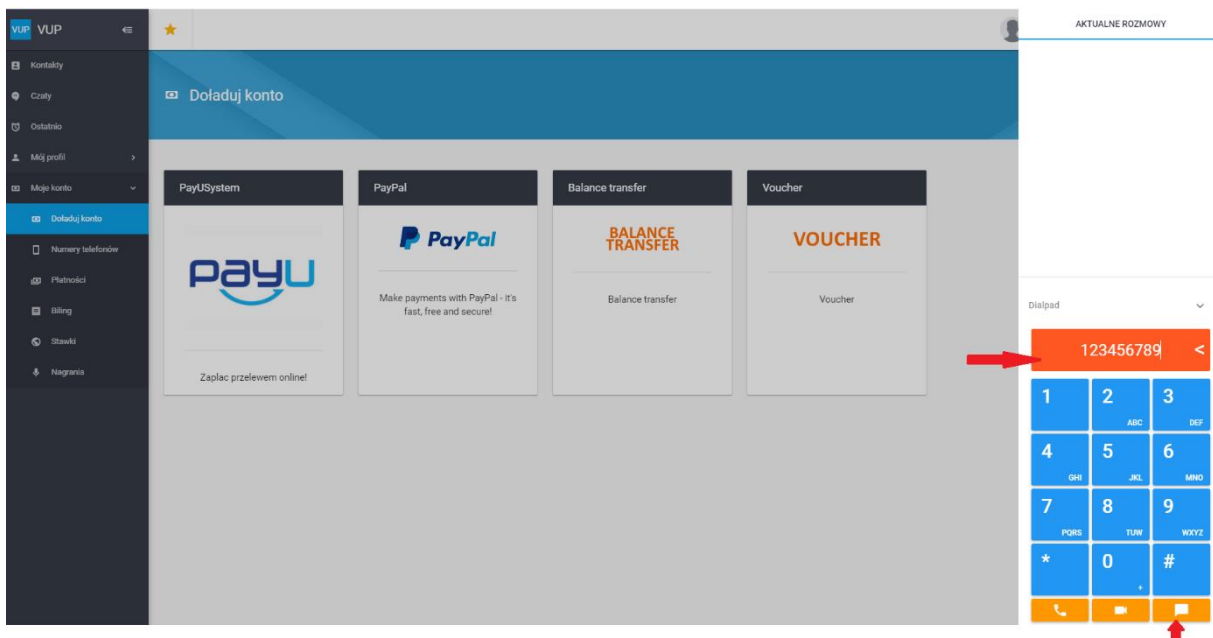 VUP VUP
AKTUALNE ROZMOWY
Kontakty
Czaty
Ostatnio
Mój profil
Moje konto
Doładuj konto
Numery telefonów
Płatności
Biling
Stawki
Nagrania
Doładuj konto
PayUSystem
PayU
Zaplac przelewem online!
PayPal
PayPal
Make payments with PayPal - it's
fast, free and secure!
Balance transfer
BALANCE
TRANSFER
Balance transfer
Voucher
VOUCHER
Voucher
Dialpad
123456789 <
1 2 ABC 3 DEF
4 GHI 5 JKL 6 MNO
7 PQRS 8 TUW 9 WXYZ
* 0 + #